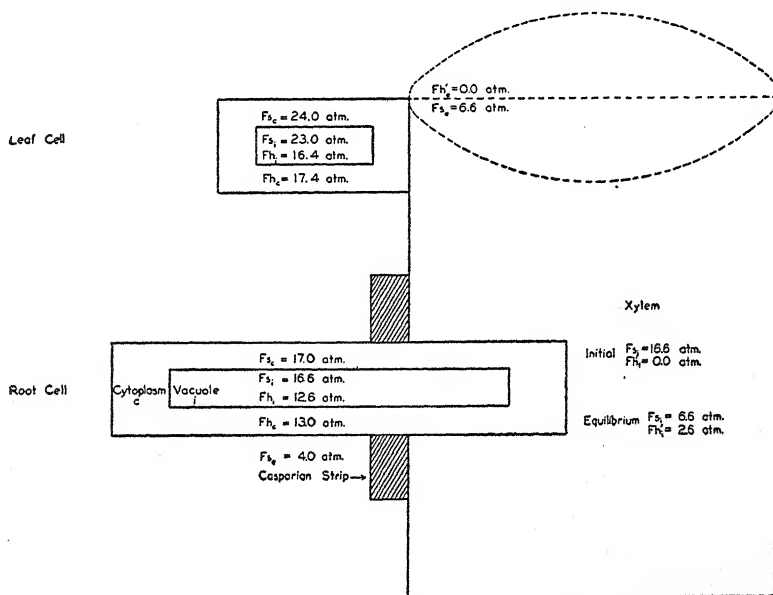 Fh'e = 0.0 atm.
Fse = 6.6 atm.
Leaf Cell
Fsc = 24.0 atm.
Fsi = 23.0 atm.
Fhi = 16.4 atm.
Fhc = 17.4 atm.
Xylem
Initial Fsi = 16.6 atm.
Fhi = 0.0 atm.
Root Cell
Cytoplasm
c
Vacuole
i
Fsc = 17.0 atm.
Fsi = 16.6 atm.
Fhi = 12.6 atm.
Fhc = 13.0 atm.
Equilibrium Fsi = 6.6 atm.
Fh'i = 2.6 atm.
Fse = 4.0 atm.
Casparian Strip→